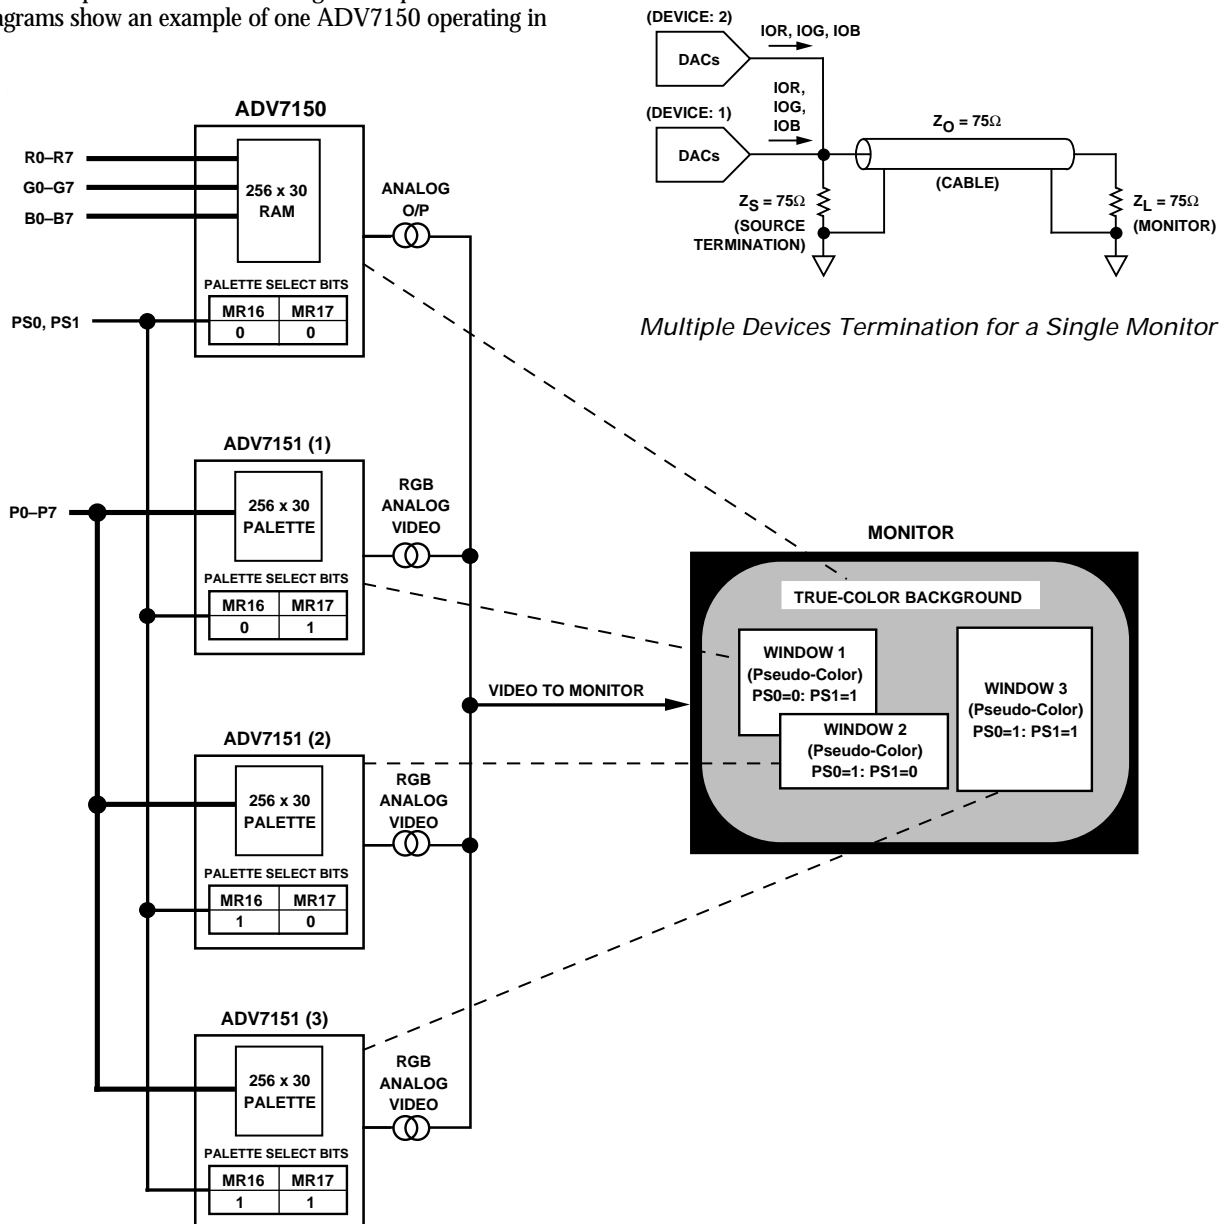 agrams show an example of one ADV7150 operating in
(DEVICE: 2)
IOR, IOG, IOB
DACs
(DEVICE: 1)
IOR,
IOG,
IOB
DACs
ZO = 75Ω
(CABLE)
ZS = 75Ω
(SOURCE
TERMINATION)
ZL = 75Ω
(MONITOR)
Multiple Devices Termination for a Single Monitor
ADV7150
R0–R7
G0–G7
B0–B7
256 x 30
RAM
ANALOG
O/P
PALETTE SELECT BITS
MR16 MR17
0 0
PS0, PS1
ADV7151 (1)
P0–P7
256 x 30
PALETTE
RGB
ANALOG
VIDEO
PALETTE SELECT BITS
MR16 MR17
0 1
VIDEO TO MONITOR
ADV7151 (2)
256 x 30
PALETTE
RGB
ANALOG
VIDEO
PALETTE SELECT BITS
MR16 MR17
1 0
ADV7151 (3)
256 x 30
PALETTE
RGB
ANALOG
VIDEO
PALETTE SELECT BITS
MR16 MR17
1 1
MONITOR
TRUE-COLOR BACKGROUND
WINDOW 1
(Pseudo-Color)
PS0=0: PS1=1
WINDOW 2
(Pseudo-Color)
PS0=1: PS1=0
WINDOW 3
(Pseudo-Color)
PS0=1: PS1=1